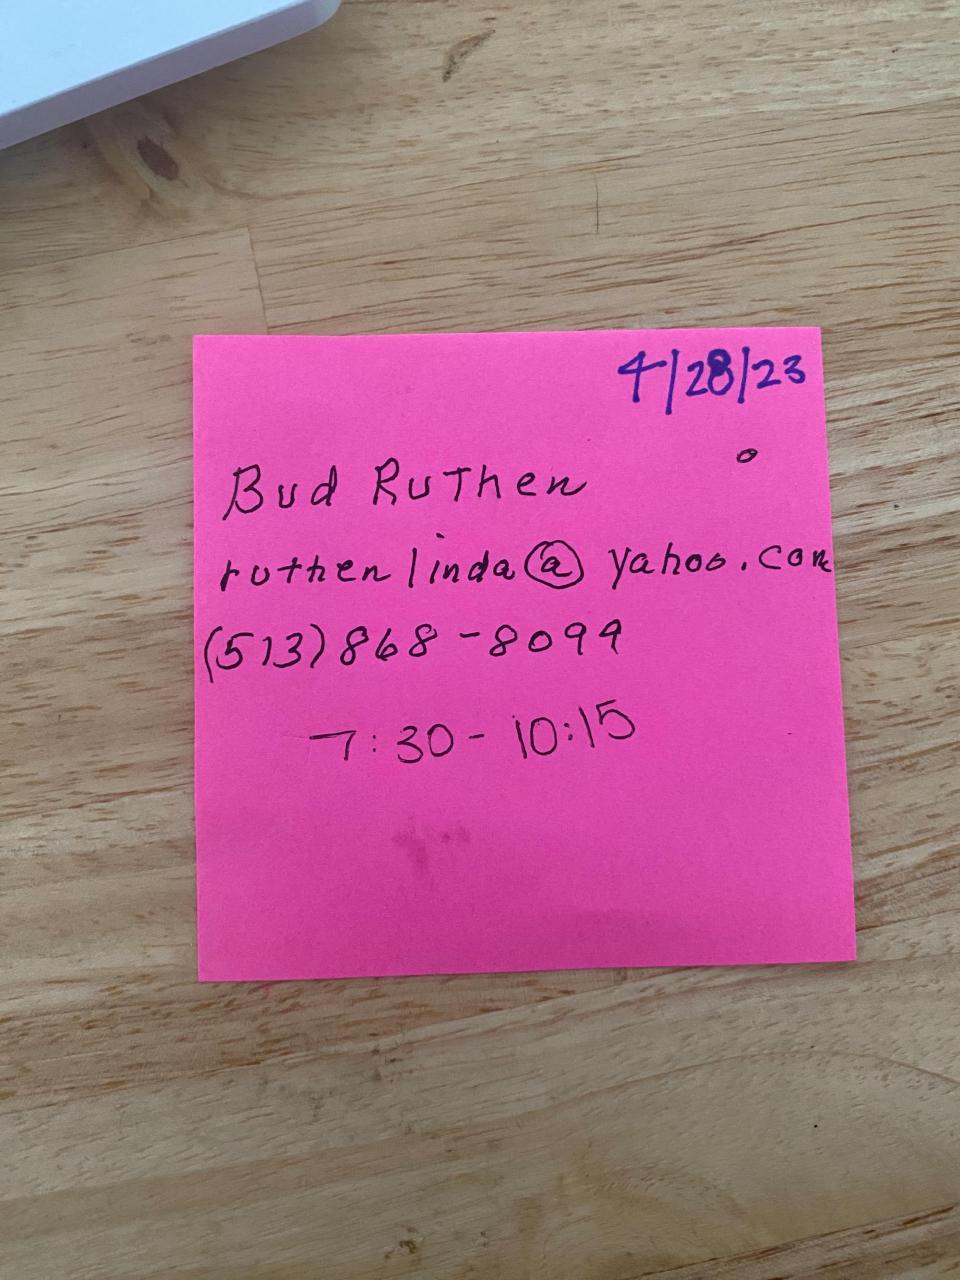 4/28/23
Bud Ruthen
ruthenlinda@yahoo.com
(513)868-8099
7:30-10:15